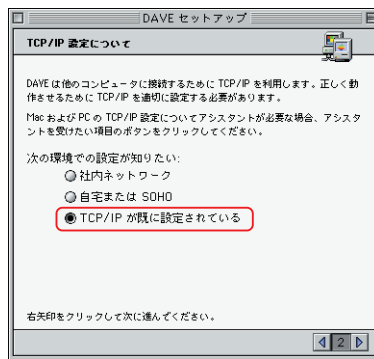 DAVE セットアップ
TCP/IP 設定について
DAVE は他のコンピュータに接続するために TCP/IP を利用します。正しく動
作させるために TCP/IP を適切に設定する必要があります。
Mac および PC の TCP/IP 設定についてアシスタントが必要な場合、アシスタ
ントを受けたい項目のボタンをクリックしてください。
次の環境での設定が知りたい:
社内ネットワーク
自宅または SOHO
TCP/IP が既に設定されている
右矢印をクリックして次に進んでください。
2